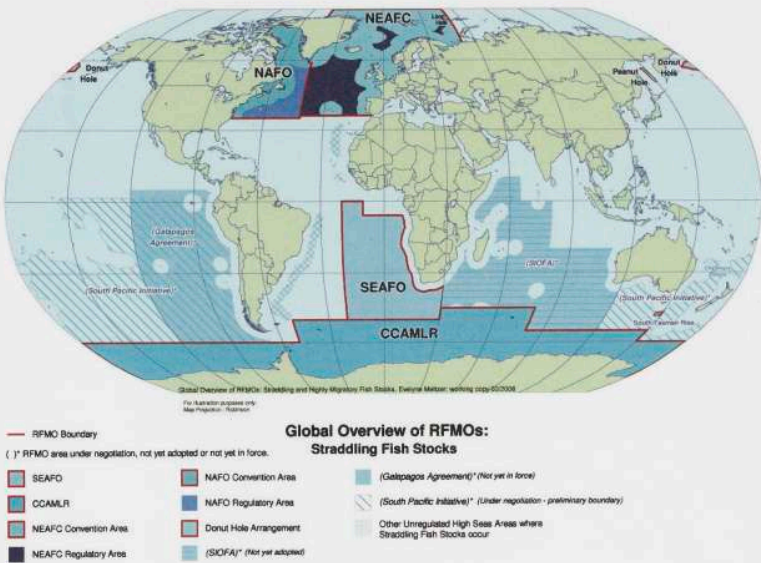 NEAFC
Loop Hole
Donut Hole
NAFO
Peanut Hole
Donut Hole
(Galapagos
Agreement)*
(South Pacific Initiative)*
(SIOFA)*
(South Pacific Initiative)*
South Tasman Rise
SEAFO
CCAMLR
Global Overview of RFMOs: Straddling and Highly Migratory Fish Stocks, Evelyne Meltzer: working copy
For illustration purposes only
Map Projection - Robinson
RFMO Boundary
( )* RFMO area under negotiation, not yet adopted or not yet in force.
Global Overview of RFMOs:
Straddling Fish Stocks
SEAFO
CCAMLR
NEAFC Convention Area
NEAFC Regulatory Area
NAFO Convention Area
NAFO Regulatory Area
Donut Hole Arrangement
(SIOFA)* (Not yet adopted)
(Galapagos Agreement)* (Not yet in force)
(South Pacific Initiative)* (Under negotiation - preliminary boundary)
Other Unregulated High Seas Areas where
Straddling Fish Stocks occur